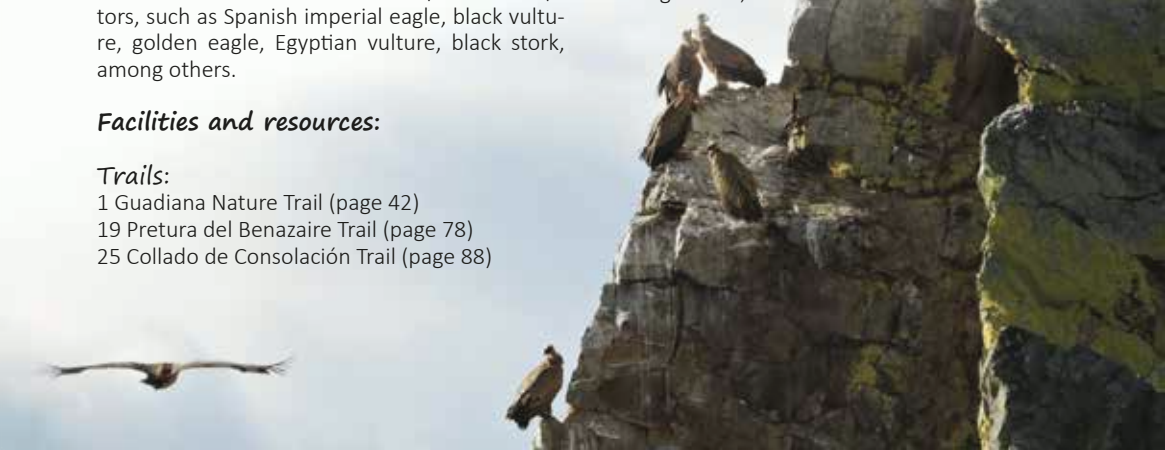 tors, such as Spanish imperial eagle, black vultu-
re, golden eagle, Egyptian vulture, black stork,
among others.
Facilities and resources:
Trails:
1 Guadiana Nature Trail (page 42)
19 Pretura del Benazaire Trail (page 78)
25 Collado de Consolación Trail (page 88)